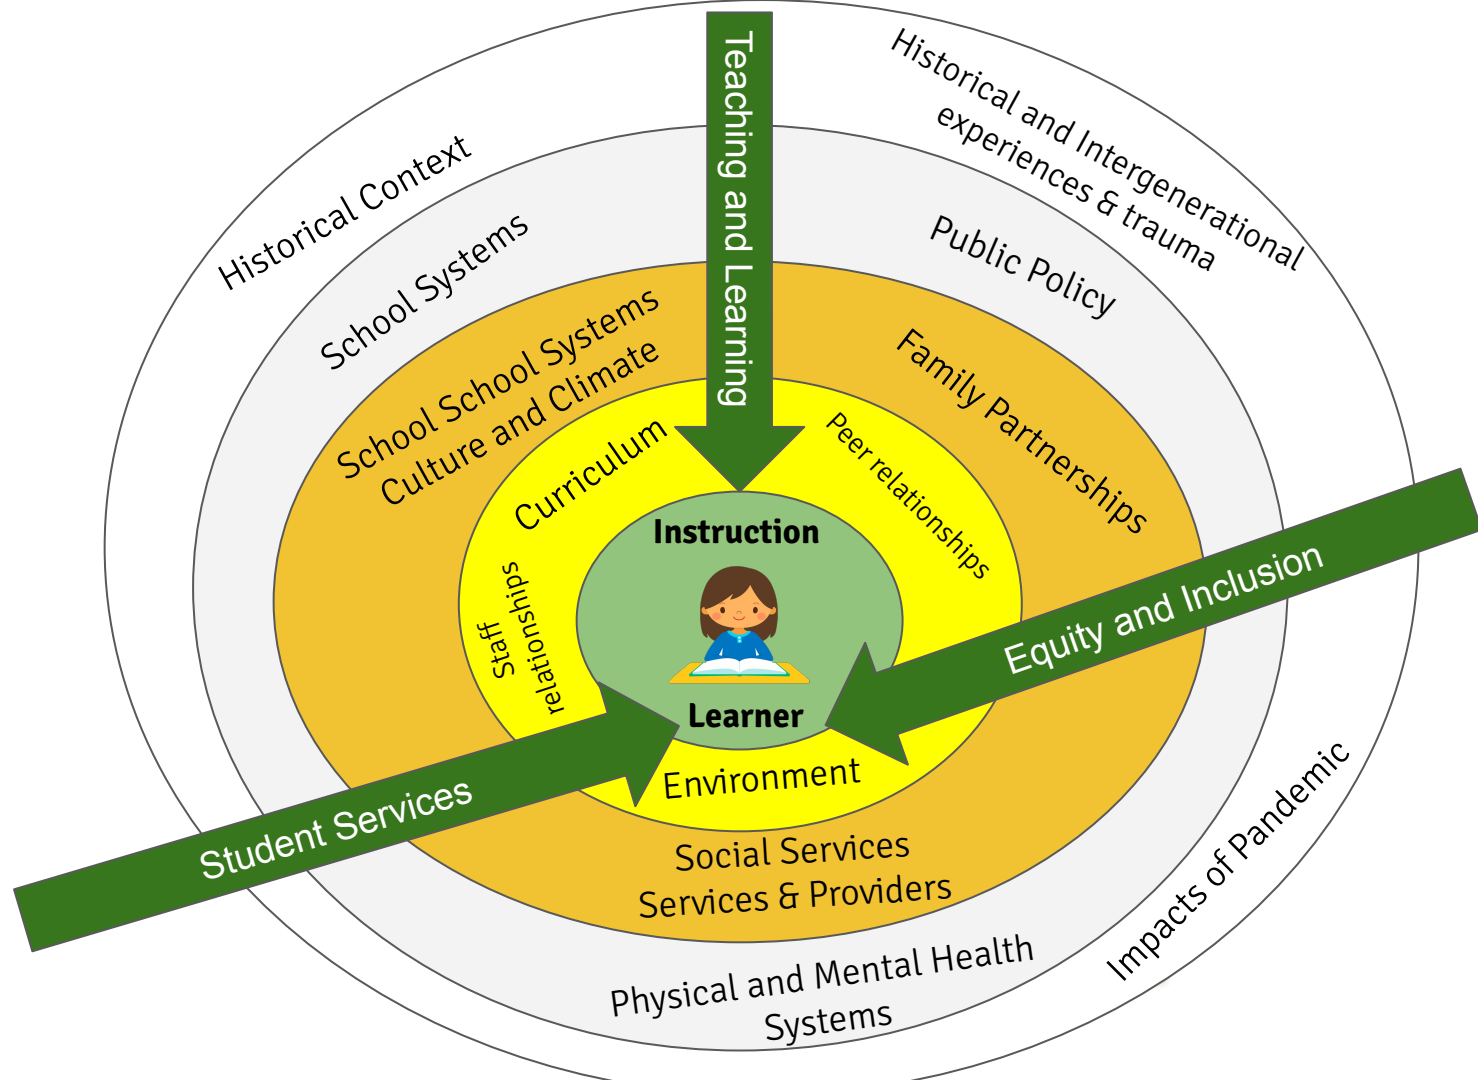 Teaching and Learning
Historical and Intergenerational
experiences & trauma
Historical Context
School Systems
Public Policy
School School Systems
Culture and Climate
Family Partnerships
Curriculum
Peer relationships
Instruction
Staff
relationships
Equity and Inclusion
Learner
Environment
Student Services
Social Services
Services & Providers
Impacts of Pandemic
Physical and Mental Health
Systems